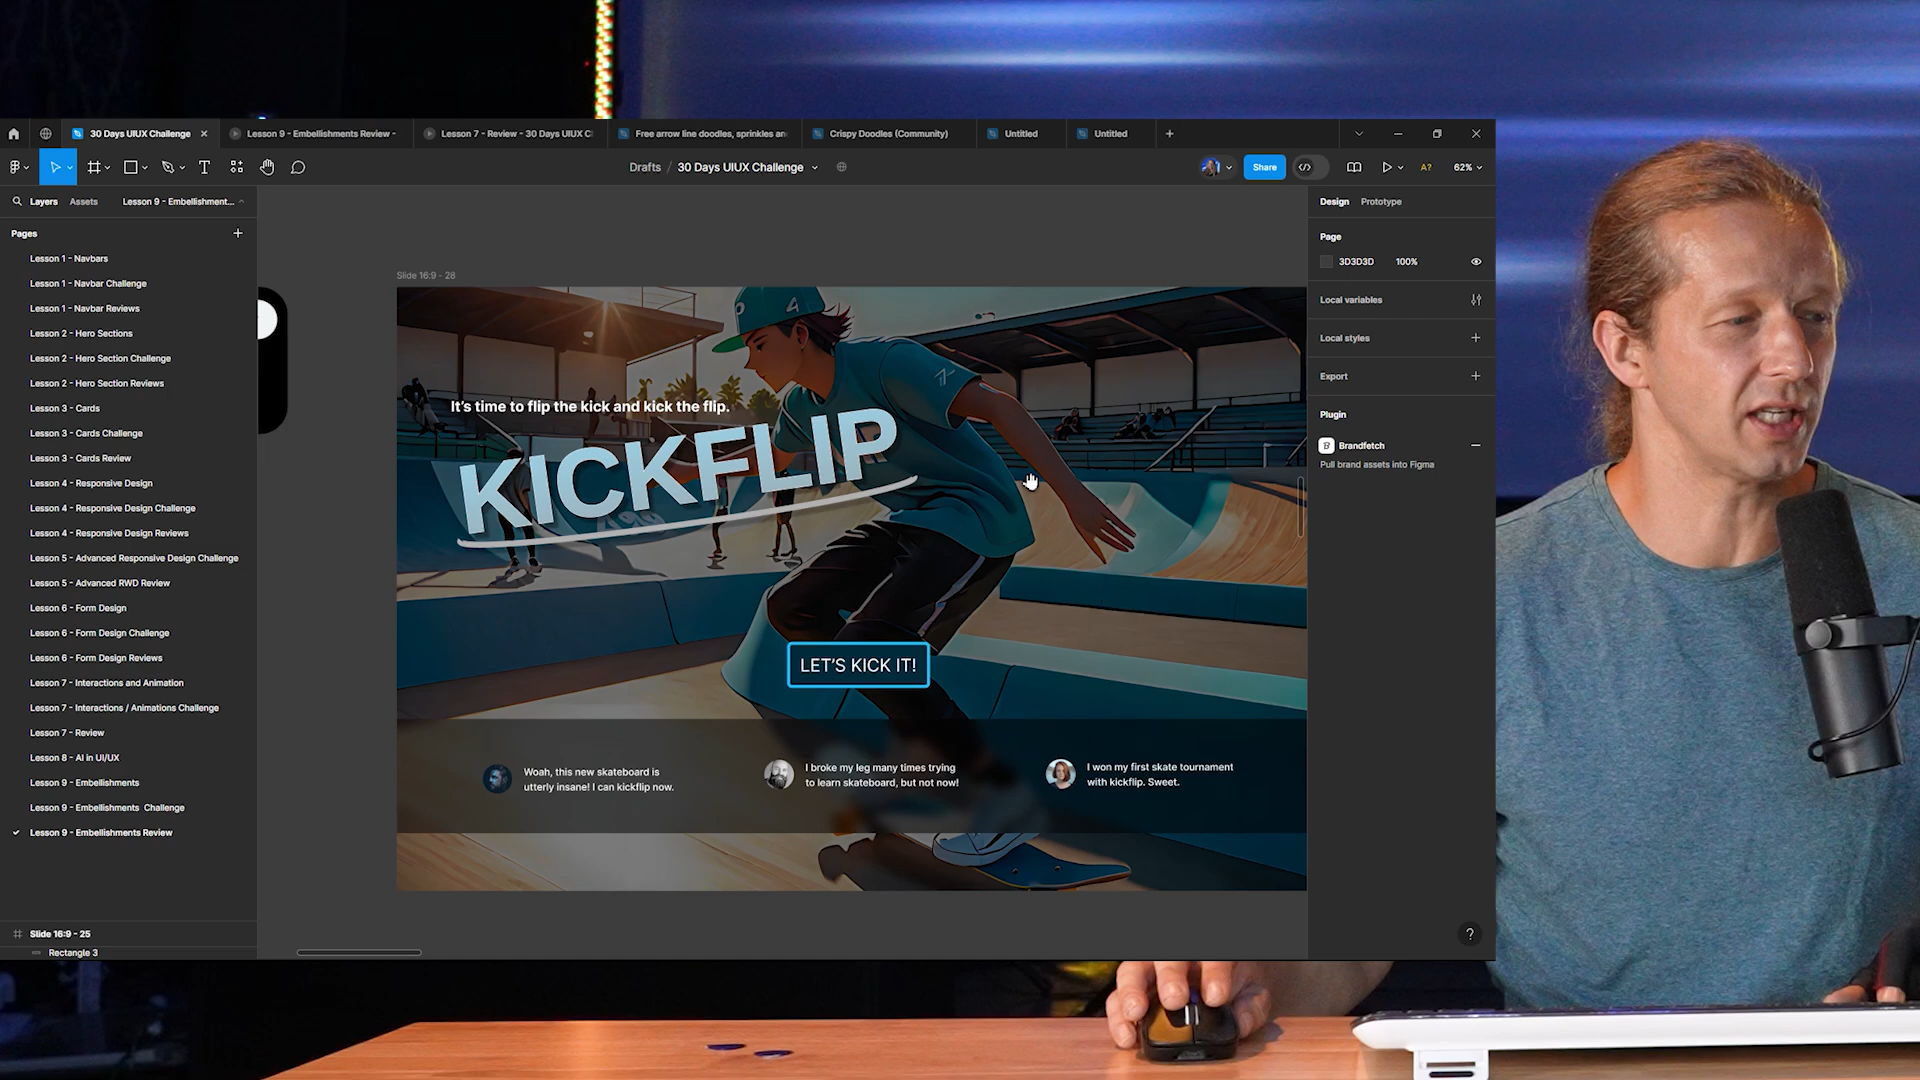 30 Days UIUX Challenge
Lesson 9 - Embellishments Review -
Lesson 7 - Review - 30 Days UIUX C
Free arrow line doodles, sprinkles an
Crispy Doodles (Community)
Untitled
Untitled
Drafts / 30 Days UIUX Challenge
Share
A?
62%
Layers
Assets
Lesson 9 - Embellishment...
Pages
Lesson 1 - Navbars
Lesson 1 - Navbar Challenge
Lesson 1 - Navbar Reviews
Lesson 2 - Hero Sections
Lesson 2 - Hero Section Challenge
Lesson 2 - Hero Section Reviews
Lesson 3 - Cards
Lesson 3 - Cards Challenge
Lesson 3 - Cards Review
Lesson 4 - Responsive Design
Lesson 4 - Responsive Design Challenge
Lesson 4 - Responsive Design Reviews
Lesson 5 - Advanced Responsive Design Challenge
Lesson 5 - Advanced RWD Review
Lesson 6 - Form Design
Lesson 6 - Form Design Challenge
Lesson 6 - Form Design Reviews
Lesson 7 - Interactions and Animation
Lesson 7 - Interactions / Animations Challenge
Lesson 7 - Review
Lesson 8 - AI in UI/UX
Lesson 9 - Embellishments
Lesson 9 - Embellishments Challenge
Lesson 9 - Embellishments Review
Slide 16:9 - 25
Rectangle 3
Slide 16:9 - 28
It's time to flip the kick and kick the flip.
KICKFLIP
LET'S KICK IT!
Woah, this new skateboard is
utterly insane! I can kickflip now.
I broke my leg many times trying
to learn skateboard, but not now!
I won my first skate tournament
with kickflip. Sweet.
Design
Prototype
Page
3D3D3D
100%
Local variables
Local styles
Export
Plugin
Brandfetch
Pull brand assets into Figma
?